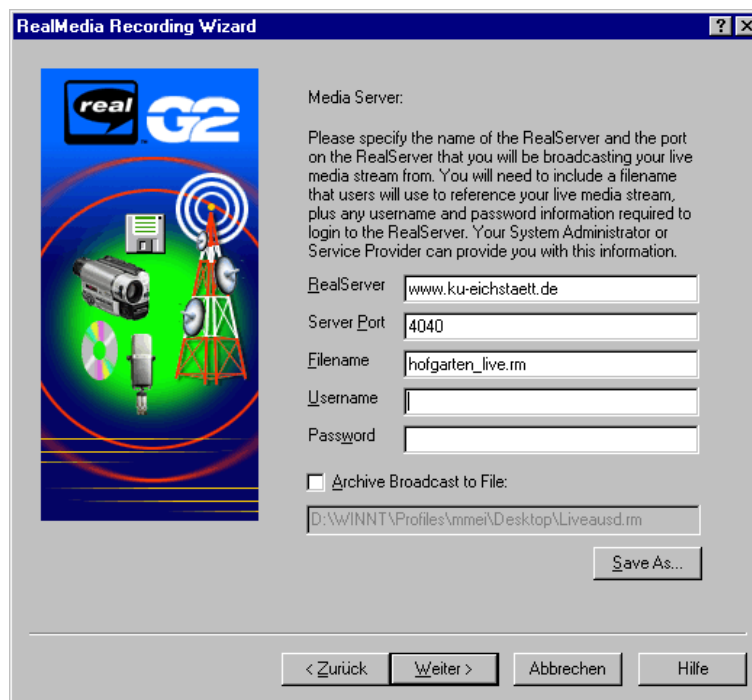 RealMedia Recording Wizard
real
G2
Media Server:
Please specify the name of the RealServer and the port
on the RealServer that you will be broadcasting your live
media stream from. You will need to include a filename
that users will use to reference your live media stream,
plus any username and password information required to
login to the RealServer. Your System Administrator or
Service Provider can provide you with this information.
RealServer www.ku-eichstaett.de
Server Port 4040
Filename hofgarten_live.rm
Username
Password
Archive Broadcast to File:
D:\WINNT\Profiles\mmei\Desktop\Liveausd.rm
Save As...
< Zurück Weiter > Abbrechen Hilfe